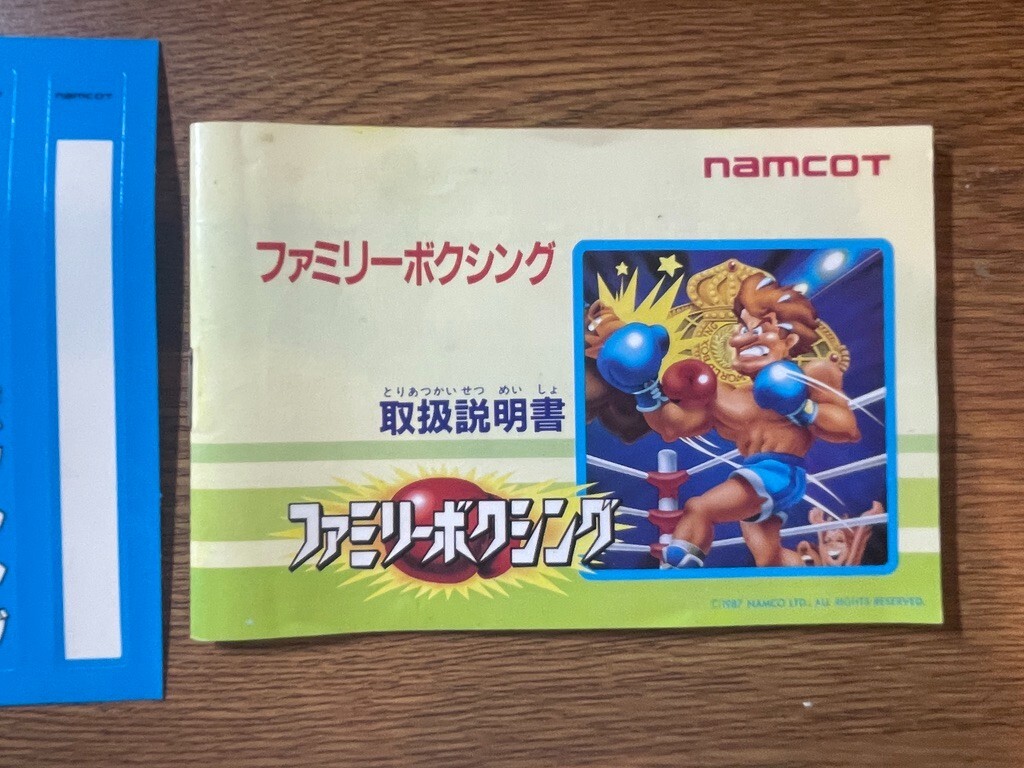 namcot
namcot
ファミリーボクシング
とりあつかいせつ めい しょ
取扱説明書
ファミリーボクシング
©1987 NAMCO LTD., ALL RIGHTS RESERVED.